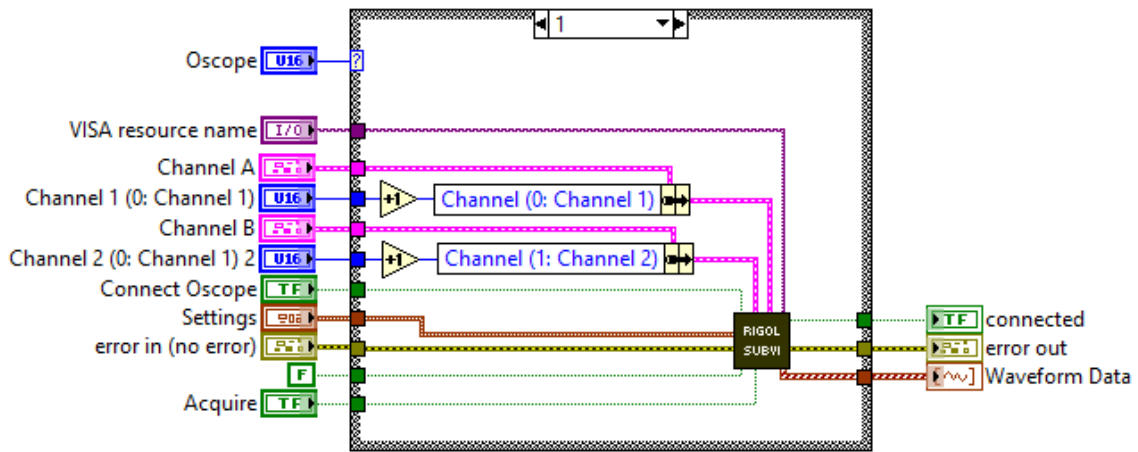 1
Oscope U16 ?
VISA resource name I/O
Channel A
Channel 1 (0: Channel 1) U16 +1 Channel (0: Channel 1)
Channel B
Channel 2 (0: Channel 1) 2 U16 +1 Channel (1: Channel 2)
Connect Oscope TF
Settings
error in (no error)
F
Acquire TF
RIGOL
SUBVI
TF connected
error out
Waveform Data